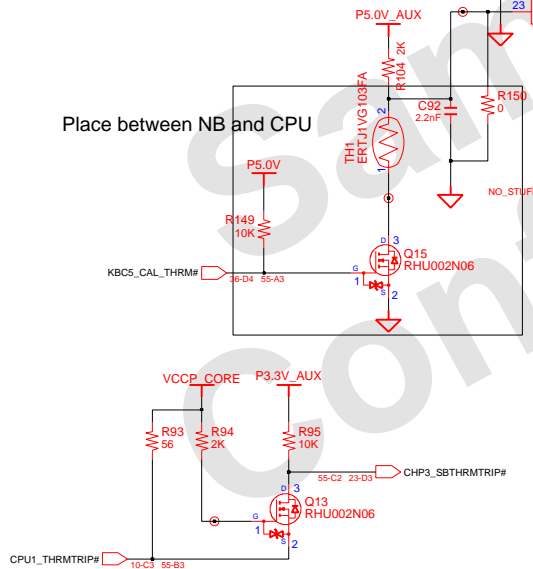 23
P5.0V_AUX
R104 2K
R150
0
C92
2.2nF
TH1
ERTJ1VG103FA
2
1
Place between NB and CPU
P5.0V
NO_STUF
R149
10K
D 3
Q15
RHU002N06
KBC5_CAL_THRM#
36-D4 55-A3
G
1
S 2
VCCP_CORE
P3.3V_AUX
R93
56
R94
2K
R95
10K
55-C2 23-D3
CHP3_SBTHRMTRIP#
D 3
Q13
RHU002N06
G
1
S 2
CPU1_THRMTRIP#
10-C3 55-B3
Sam
Conf